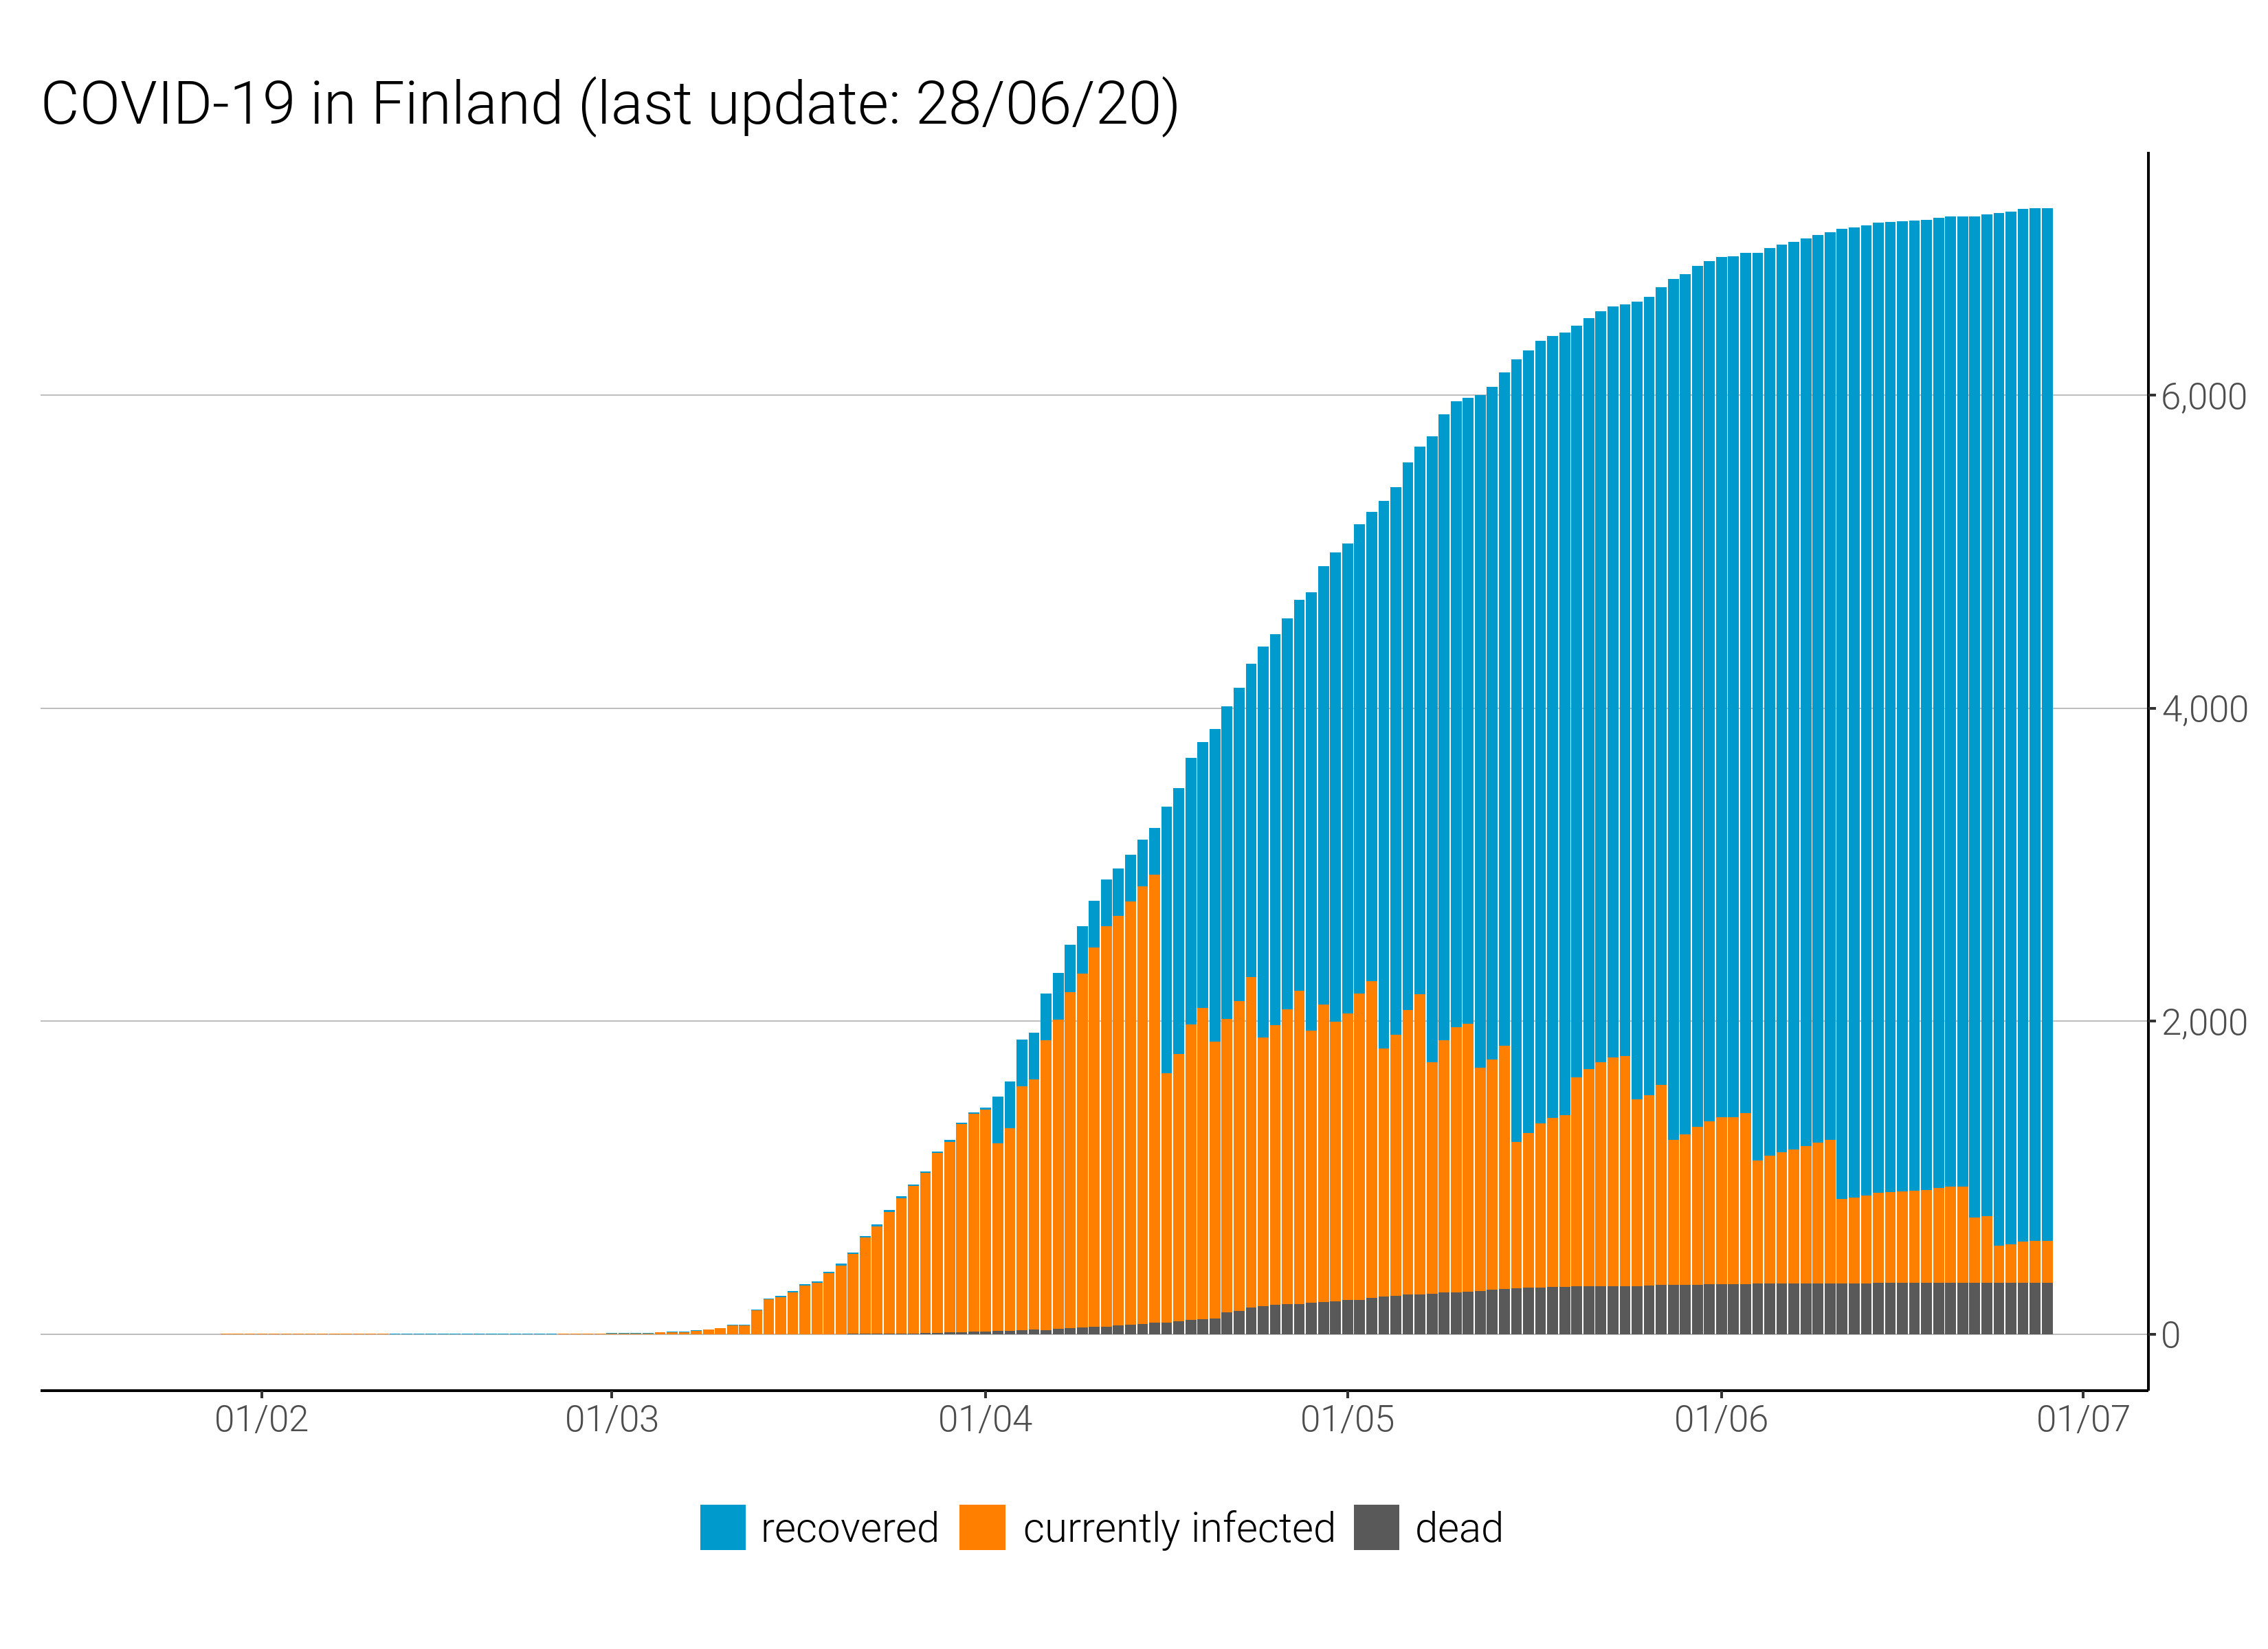 COVID-19 in Finland (last update: 28/06/20)
6,000
4,000
2,000
0
01/02 01/03 01/04 01/05 01/06 01/07
recovered currently infected dead